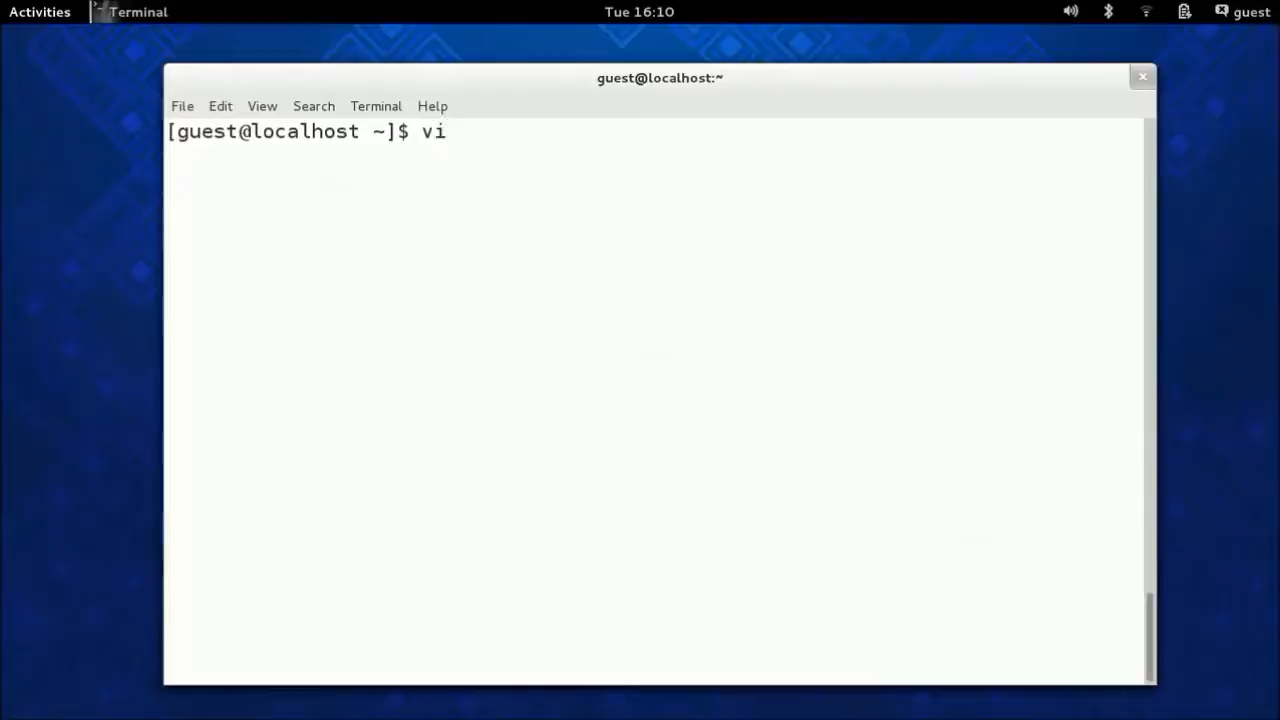 Activities Terminal Tue 16:10 guest
guest@localhost:~
File Edit View Search Terminal Help
[guest@localhost ~]$ vi